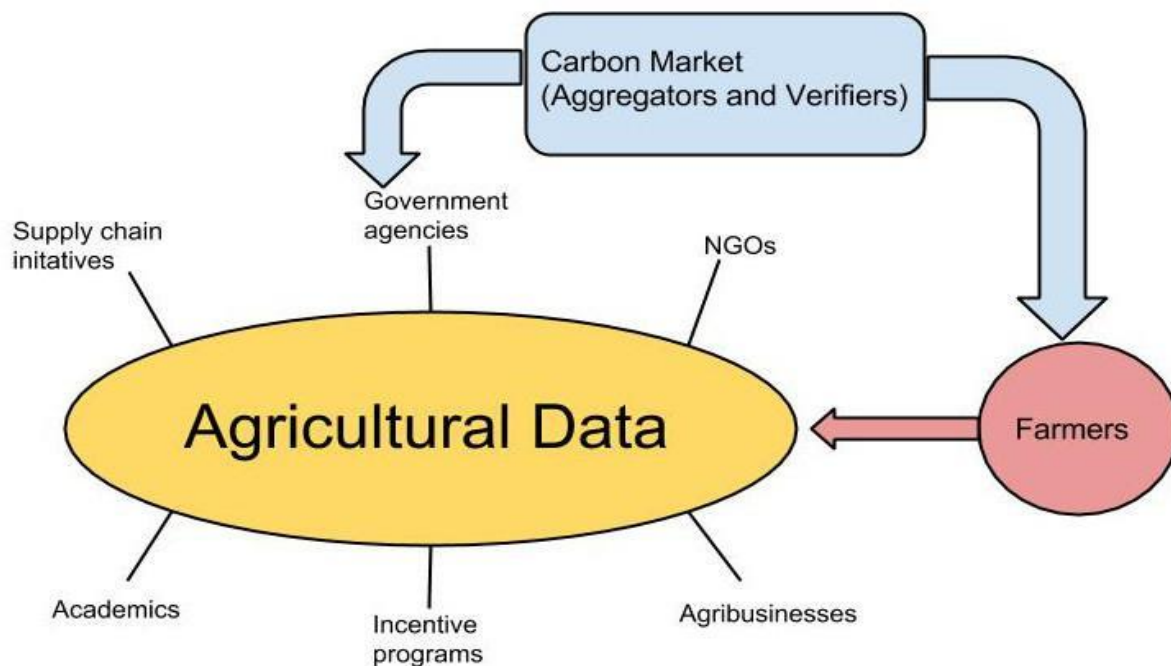 Carbon Market
(Aggregators and Verifiers)
Government
agencies
Supply chain
initatives
NGOs
Agricultural Data
Farmers
Academics
Incentive
programs
Agribusinesses